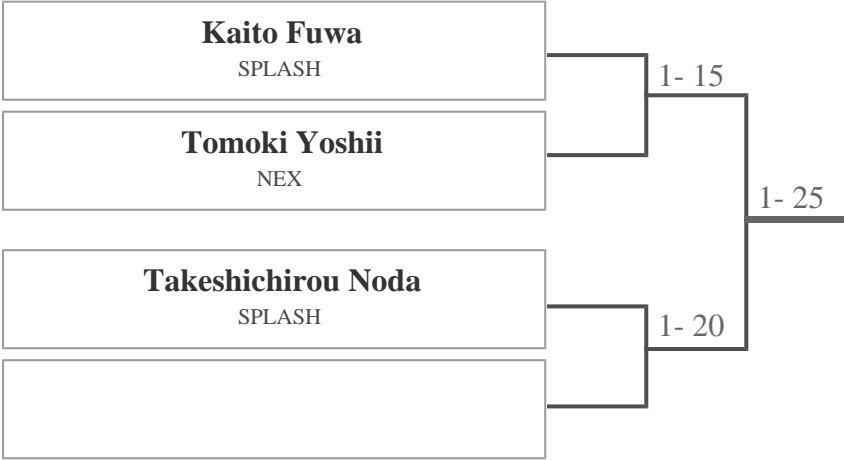 Kaito Fuwa
SPLASH
1- 15
Tomoki Yoshii
NEX
1- 25
Takeshichirou Noda
SPLASH
1- 20